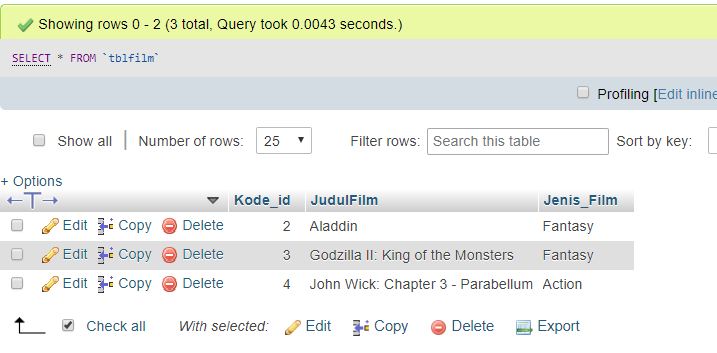 Showing rows 0 - 2 (3 total, Query took 0.0043 seconds.)
SELECT * FROM `tblfilm`
Profiling [Edit inline
Show all | Number of rows: 25 Filter rows: Search this table Sort by key:
+ Options
←T→ Kode_id JudulFilm Jenis_Film
Edit Copy Delete 2 Aladdin Fantasy
Edit Copy Delete 3 Godzilla II: King of the Monsters Fantasy
Edit Copy Delete 4 John Wick: Chapter 3 - Parabellum Action
Check all With selected: Edit Copy Delete Export